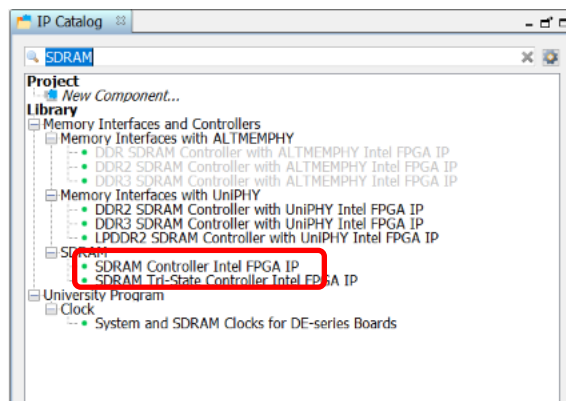 IP Catalog
SDRAM
Project
New Component...
Library
Memory Interfaces and Controllers
Memory Interfaces with ALTMEMPHY
DDR SDRAM Controller with ALTMEMPHY Intel FPGA IP
DDR2 SDRAM Controller with ALTMEMPHY Intel FPGA IP
DDR3 SDRAM Controller with ALTMEMPHY Intel FPGA IP
Memory Interfaces with UniPHY
DDR2 SDRAM Controller with UniPHY Intel FPGA IP
DDR3 SDRAM Controller with UniPHY Intel FPGA IP
LPDDR2 SDRAM Controller with UniPHY Intel FPGA IP
SDRAM
SDRAM Controller Intel FPGA IP
SDRAM Tri-State Controller Intel FPGA IP
University Program
Clock
System and SDRAM Clocks for DE-series Boards